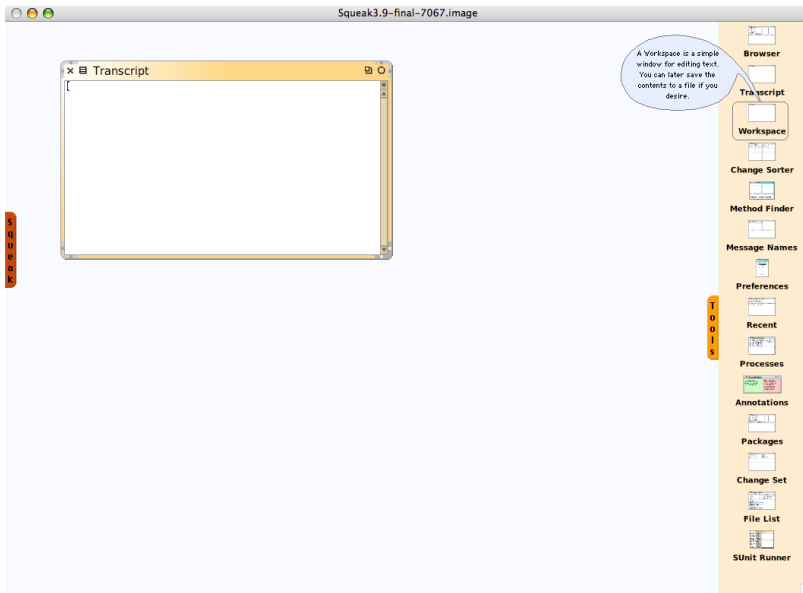 Squeak3.9-final-7067.image
Transcript
A Workspace is a simple
window for editing text.
You can later save the
contents to a file if you
desire.
Squeak
Tools
Browser
Transcript
Workspace
Change Sorter
Method Finder
Message Names
Preferences
Recent
Processes
Annotations
Packages
Change Set
File List
SUnit Runner